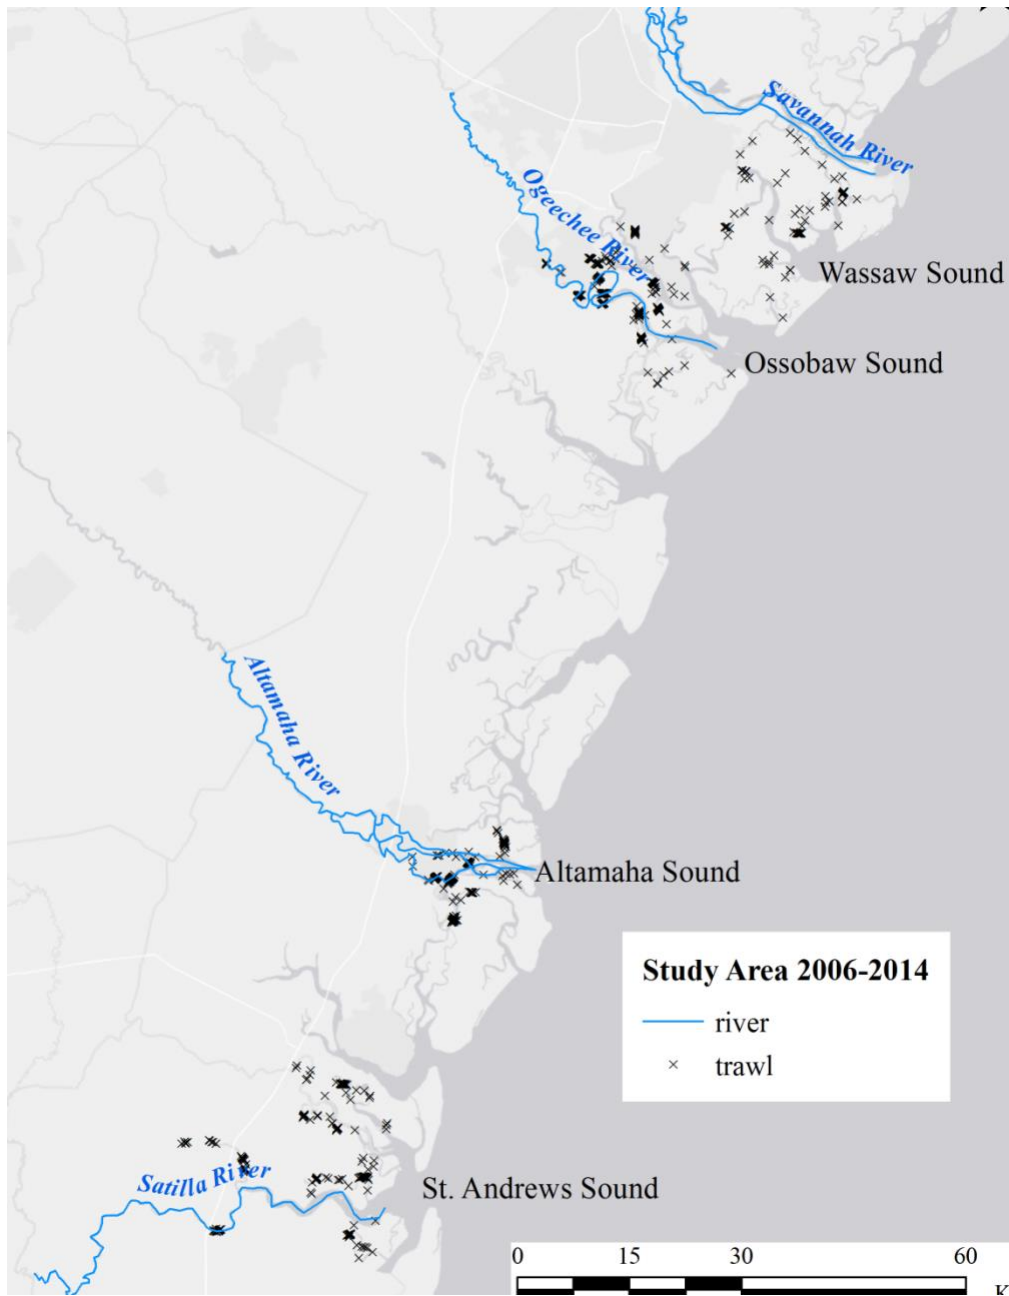 Savannah River
Ogeechee River
Wassaw Sound
Ossobaw Sound
Altamaha River
Altamaha Sound
Study Area 2006-2014
river
trawl
Satilla River
St. Andrews Sound
0 15 30 60
K